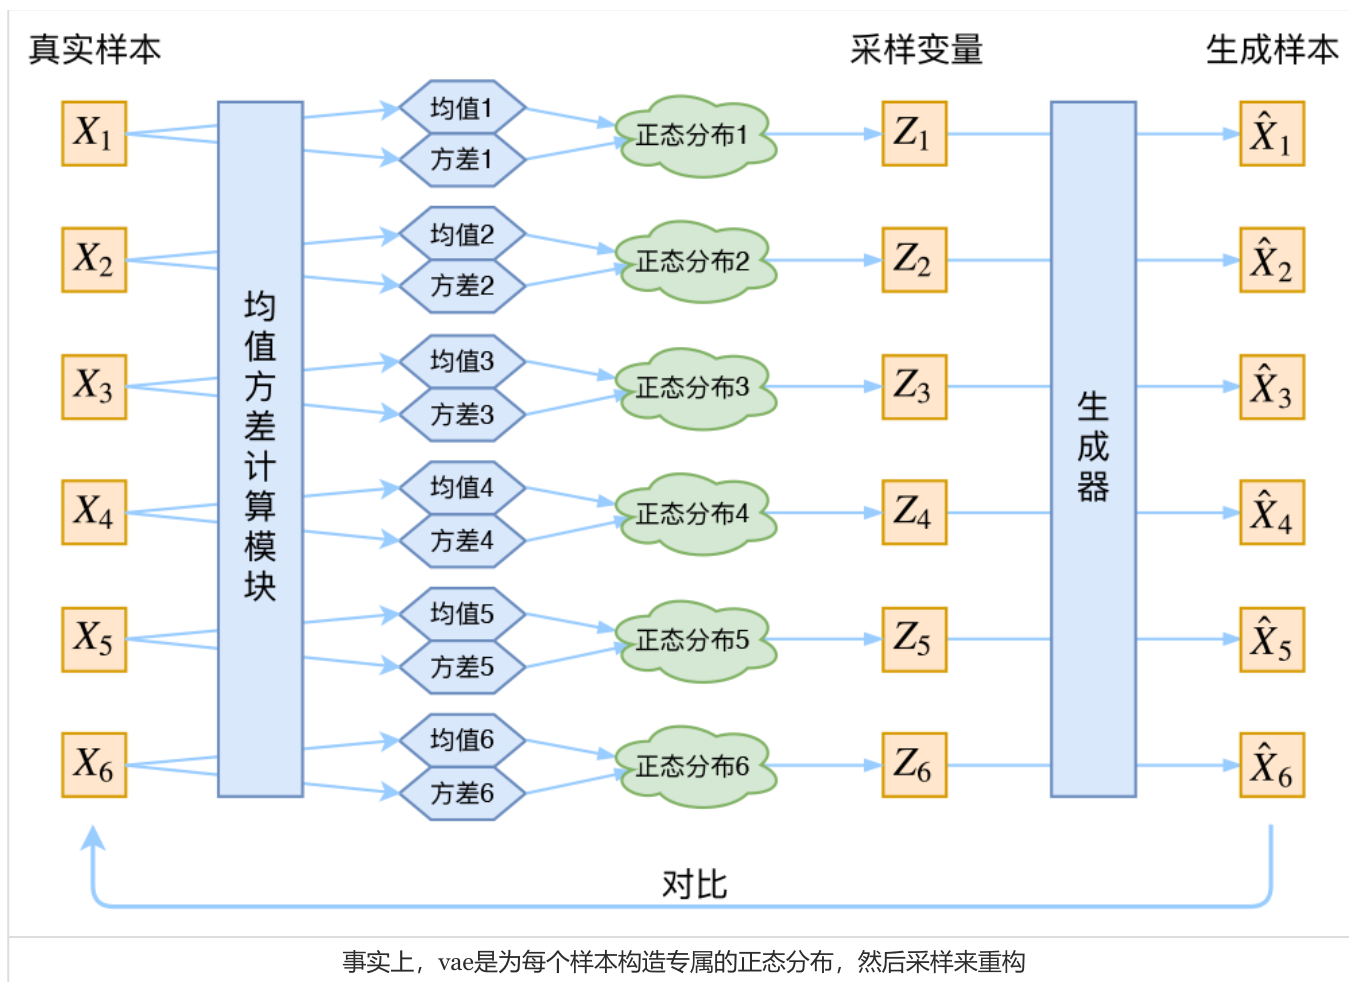 真实样本 采样变量 生成样本
X₁ 均值1 方差1 正态分布1 Z₁ X̂₁
X₂ 均值2 方差2 正态分布2 Z₂ X̂₂
X₃ 均值3 方差3 正态分布3 Z₃ X̂₃
X₄ 均值4 方差4 正态分布4 Z₄ X̂₄
X₅ 均值5 方差5 正态分布5 Z₅ X̂₅
X₆ 均值6 方差6 正态分布6 Z₆ X̂₆
均值方差计算模块
生成器
对比
事实上，vae是为每个样本构造专属的正态分布，然后采样来重构